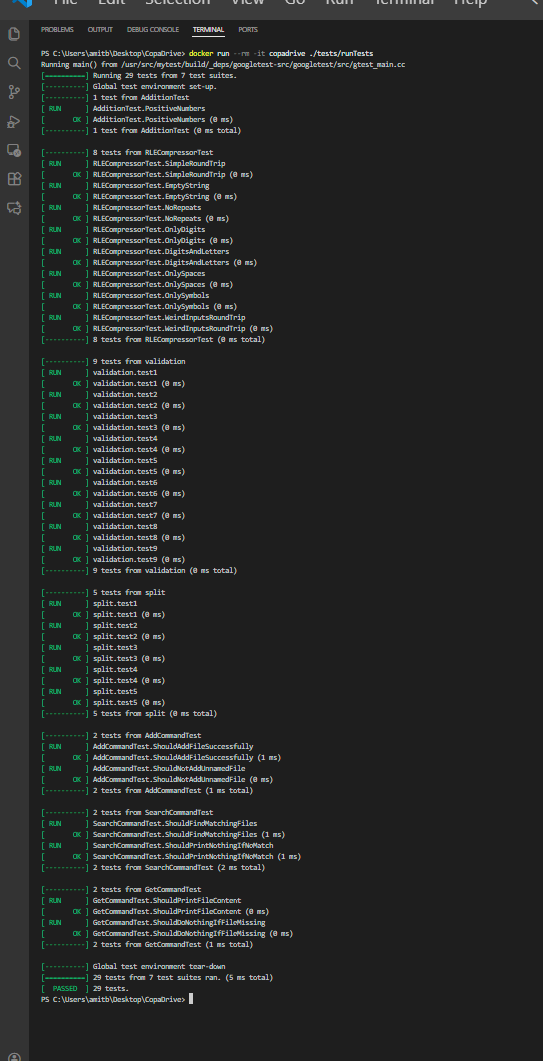 File Edit Selection View Go Run Terminal Help
PROBLEMS OUTPUT DEBUG CONSOLE TERMINAL PORTS
PS C:\Users\amitb\Desktop\CopaDrive> docker run --rm -it copadrive ./tests/runTests
Running main() from /usr/src/mytest/build/_deps/googletest-src/googletest/src/gtest_main.cc
[==========] Running 29 tests from 7 test suites.
[----------] Global test environment set-up.
[----------] 1 test from AdditionTest
[ RUN      ] AdditionTest.PositiveNumbers
[       OK ] AdditionTest.PositiveNumbers (0 ms)
[----------] 1 test from AdditionTest (0 ms total)
[----------] 8 tests from RLECompressorTest
[ RUN      ] RLECompressorTest.SimpleRoundTrip
[       OK ] RLECompressorTest.SimpleRoundTrip (0 ms)
[ RUN      ] RLECompressorTest.EmptyString
[       OK ] RLECompressorTest.EmptyString (0 ms)
[ RUN      ] RLECompressorTest.NoRepeats
[       OK ] RLECompressorTest.NoRepeats (0 ms)
[ RUN      ] RLECompressorTest.OnlyDigits
[       OK ] RLECompressorTest.OnlyDigits (0 ms)
[ RUN      ] RLECompressorTest.DigitsAndLetters
[       OK ] RLECompressorTest.DigitsAndLetters (0 ms)
[ RUN      ] RLECompressorTest.OnlySpaces
[       OK ] RLECompressorTest.OnlySpaces (0 ms)
[ RUN      ] RLECompressorTest.OnlySymbols
[       OK ] RLECompressorTest.OnlySymbols (0 ms)
[ RUN      ] RLECompressorTest.WeirdInputsRoundTrip
[       OK ] RLECompressorTest.WeirdInputsRoundTrip (0 ms)
[----------] 8 tests from RLECompressorTest (0 ms total)
[----------] 9 tests from validation
[ RUN      ] validation.test1
[       OK ] validation.test1 (0 ms)
[ RUN      ] validation.test2
[       OK ] validation.test2 (0 ms)
[ RUN      ] validation.test3
[       OK ] validation.test3 (0 ms)
[ RUN      ] validation.test4
[       OK ] validation.test4 (0 ms)
[ RUN      ] validation.test5
[       OK ] validation.test5 (0 ms)
[ RUN      ] validation.test6
[       OK ] validation.test6 (0 ms)
[ RUN      ] validation.test7
[       OK ] validation.test7 (0 ms)
[ RUN      ] validation.test8
[       OK ] validation.test8 (0 ms)
[ RUN      ] validation.test9
[       OK ] validation.test9 (0 ms)
[----------] 9 tests from validation (0 ms total)
[----------] 5 tests from split
[ RUN      ] split.test1
[       OK ] split.test1 (0 ms)
[ RUN      ] split.test2
[       OK ] split.test2 (0 ms)
[ RUN      ] split.test3
[       OK ] split.test3 (0 ms)
[ RUN      ] split.test4
[       OK ] split.test4 (0 ms)
[ RUN      ] split.test5
[       OK ] split.test5 (0 ms)
[----------] 5 tests from split (0 ms total)
[----------] 2 tests from AddCommandTest
[ RUN      ] AddCommandTest.ShouldAddFileSuccessfully
[       OK ] AddCommandTest.ShouldAddFileSuccessfully (1 ms)
[ RUN      ] AddCommandTest.ShouldNotAddUnnamedFile
[       OK ] AddCommandTest.ShouldNotAddUnnamedFile (0 ms)
[----------] 2 tests from AddCommandTest (1 ms total)
[----------] 2 tests from SearchCommandTest
[ RUN      ] SearchCommandTest.ShouldFindMatchingFiles
[       OK ] SearchCommandTest.ShouldFindMatchingFiles (1 ms)
[ RUN      ] SearchCommandTest.ShouldPrintNothingIfNoMatch
[       OK ] SearchCommandTest.ShouldPrintNothingIfNoMatch (1 ms)
[----------] 2 tests from SearchCommandTest (2 ms total)
[----------] 2 tests from GetCommandTest
[ RUN      ] GetCommandTest.ShouldPrintFileContent
[       OK ] GetCommandTest.ShouldPrintFileContent (0 ms)
[ RUN      ] GetCommandTest.ShouldDoNothingIfFileMissing
[       OK ] GetCommandTest.ShouldDoNothingIfFileMissing (0 ms)
[----------] 2 tests from GetCommandTest (1 ms total)
[----------] Global test environment tear-down
[==========] 29 tests from 7 test suites ran. (5 ms total)
[  PASSED  ] 29 tests.
PS C:\Users\amitb\Desktop\CopaDrive>